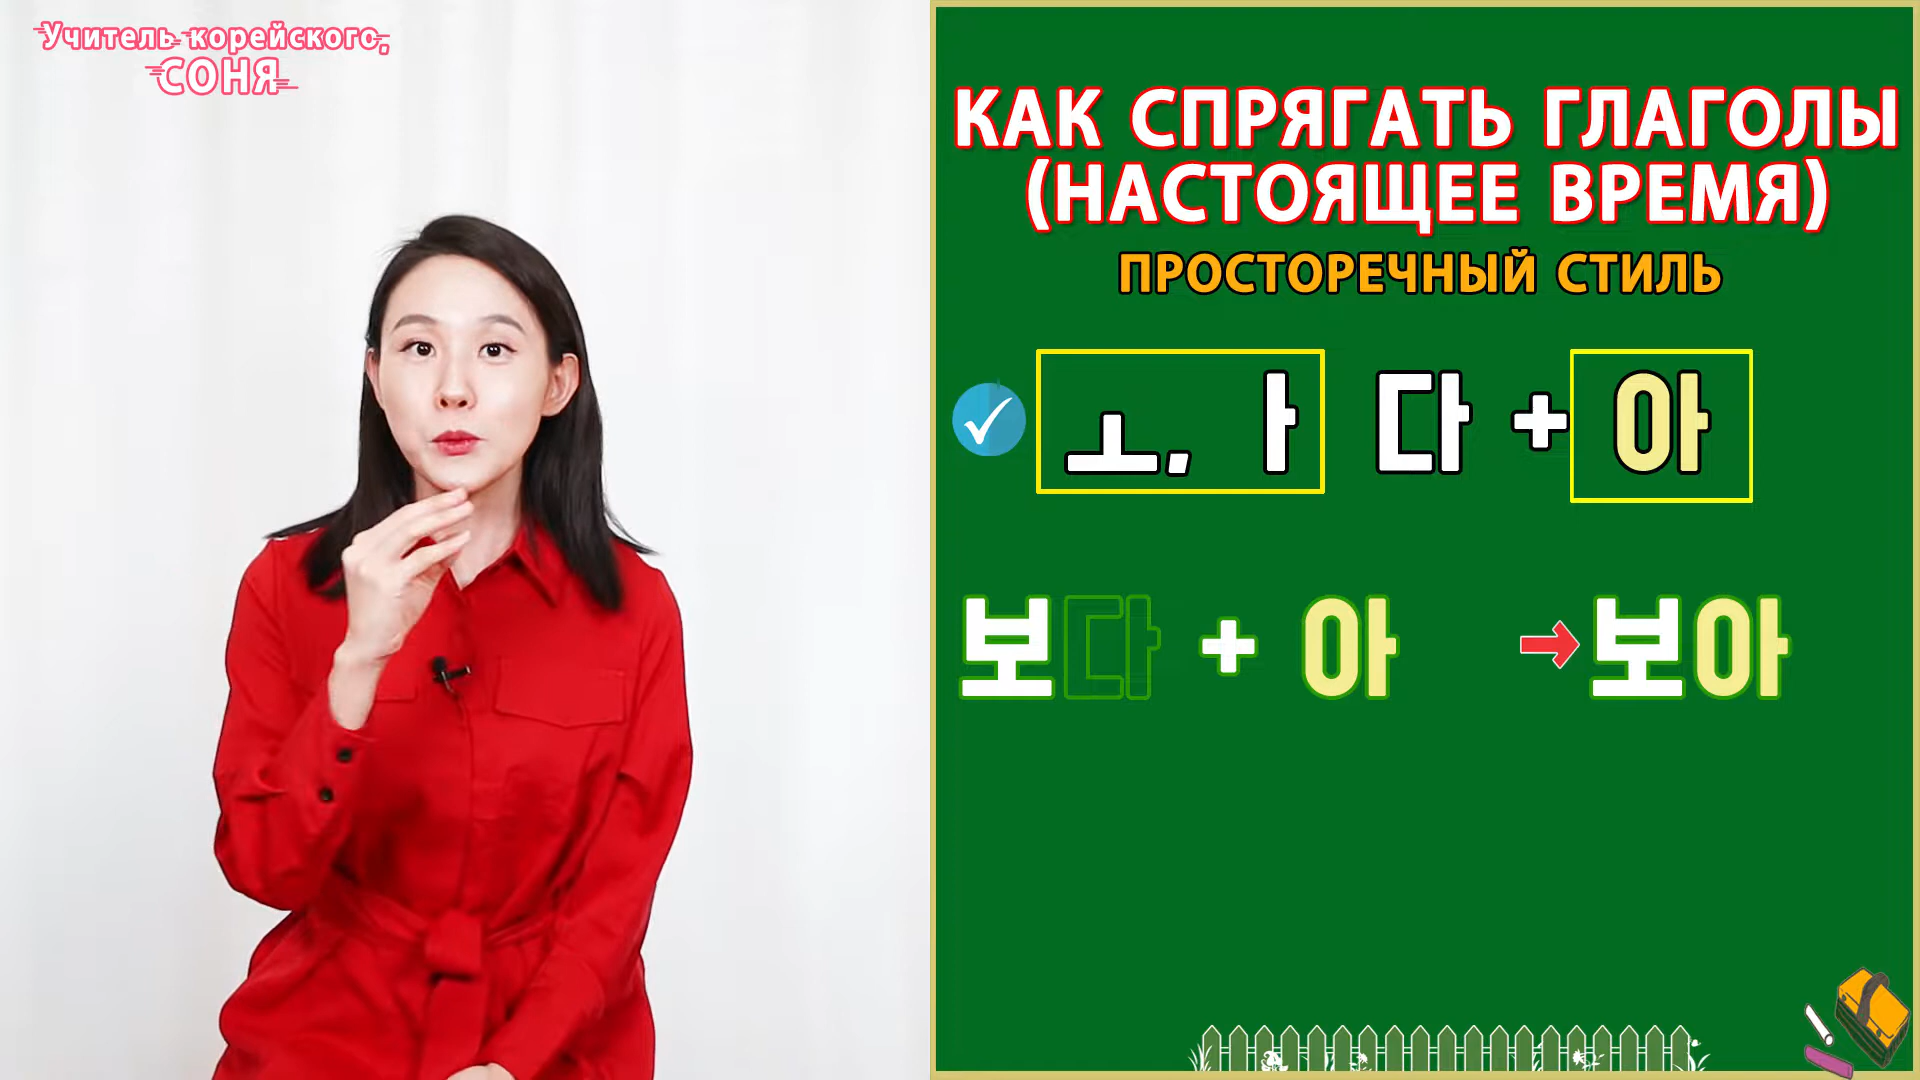 Учитель корейского,
СОНЯ
КАК СПРЯГАТЬ ГЛАГОЛЫ
(НАСТОЯЩЕЕ ВРЕМЯ)
ПРОСТОРЕЧНЫЙ СТИЛЬ
ㅗ, ㅏ 다 + 아
보다 + 아 → 보아